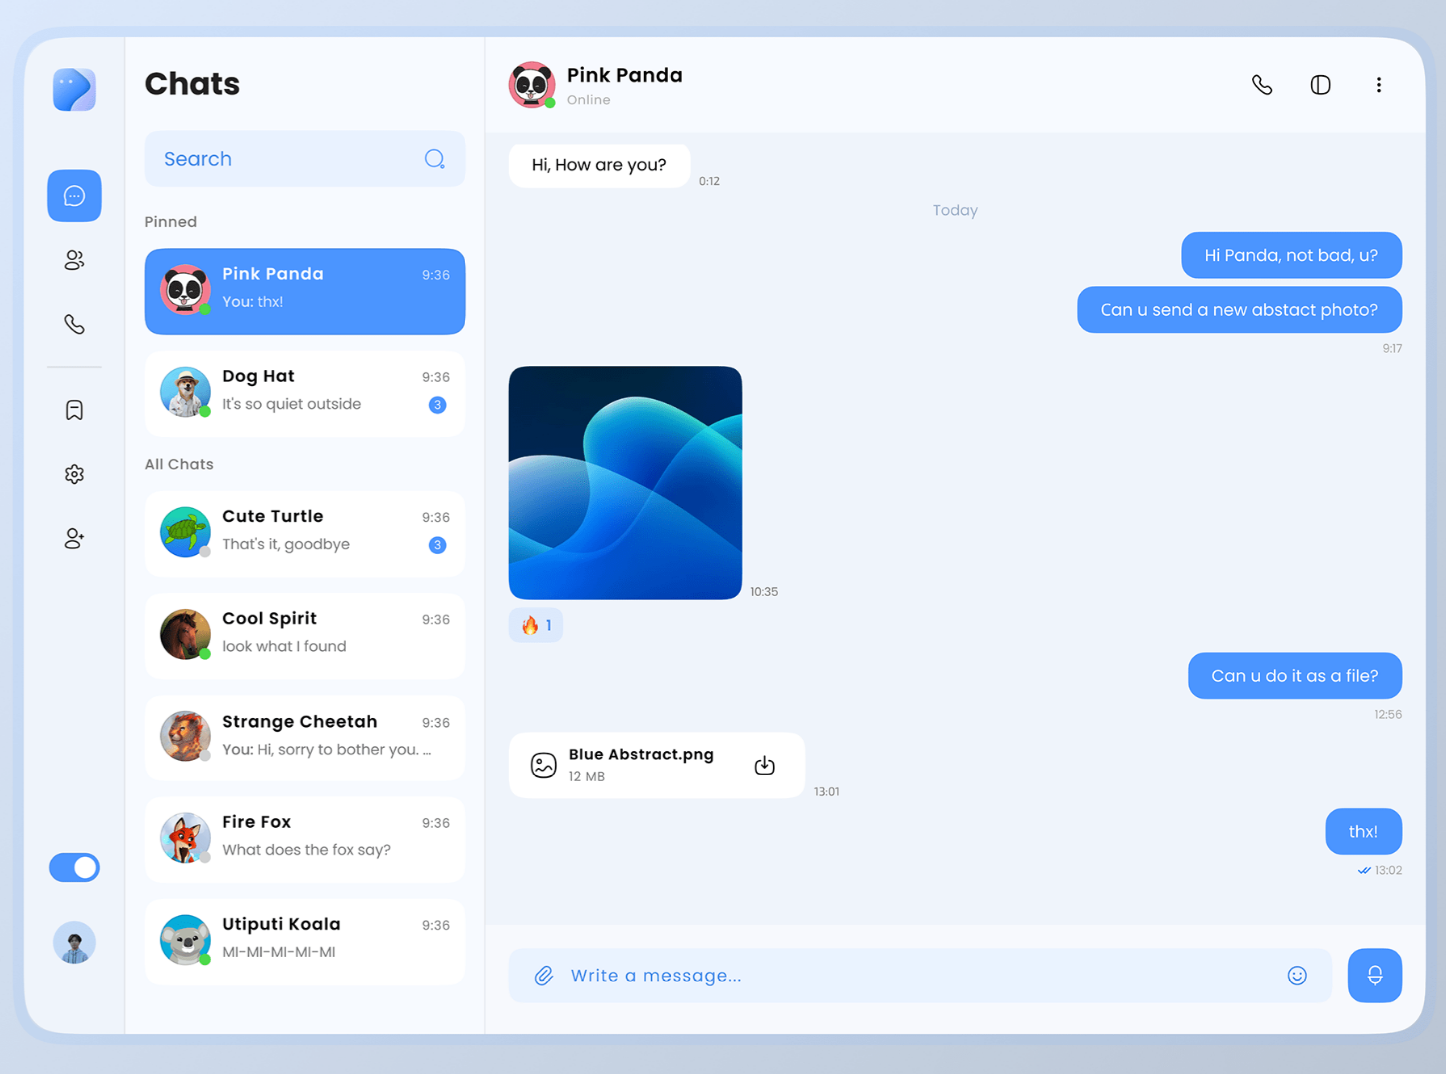 Chats
Search
Pinned
Pink Panda 9:36
You: thx!
Dog Hat 9:36
It's so quiet outside 3
All Chats
Cute Turtle 9:36
That's it, goodbye 3
Cool Spirit 9:36
look what I found
Strange Cheetah 9:36
You: Hi, sorry to bother you. ...
Fire Fox 9:36
What does the fox say?
Utiputi Koala 9:36
MI-MI-MI-MI-MI
Pink Panda
Online
Hi, How are you?
0:12
Today
Hi Panda, not bad, u?
Can u send a new abstact photo?
9:17
10:35
🔥 1
Can u do it as a file?
12:56
Blue Abstract.png
12 MB
13:01
thx!
13:02
Write a message...